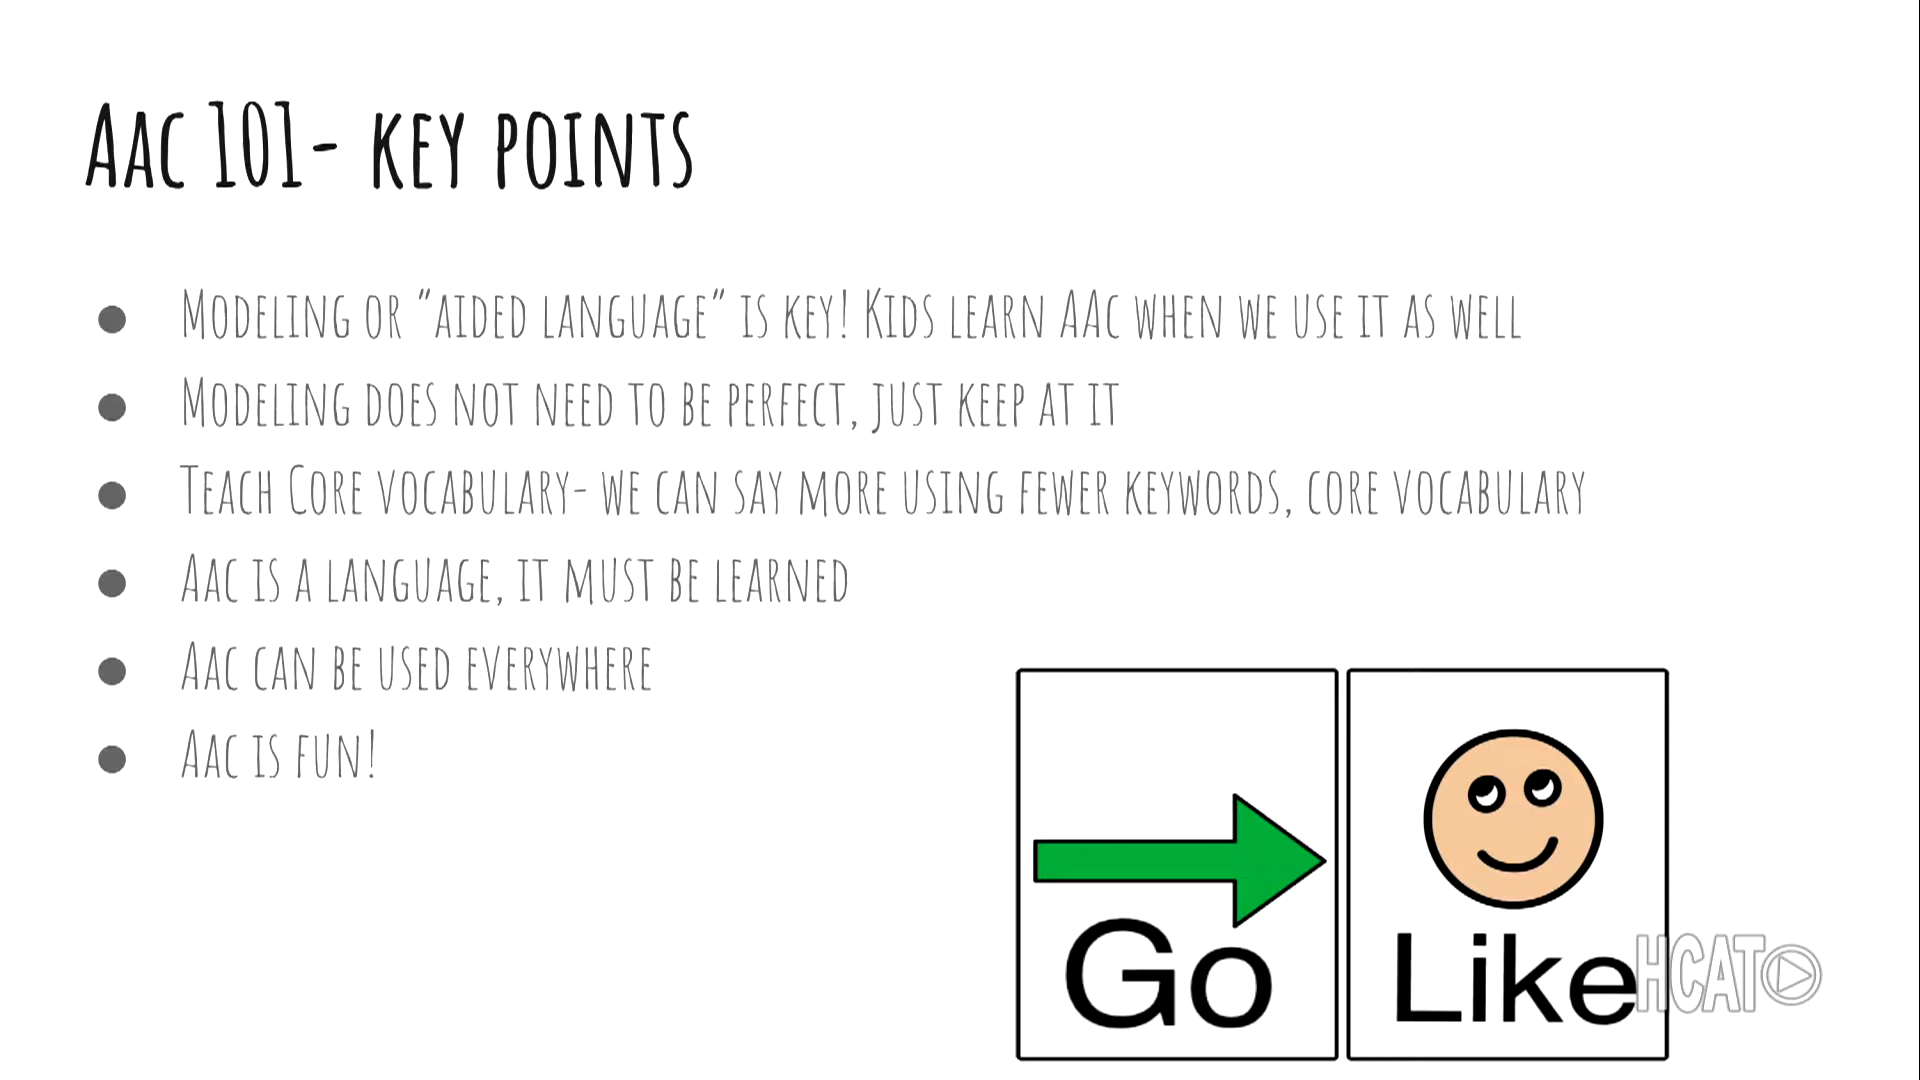 Aac 101- key points
Modeling or "aided language" is key! Kids learn AAC when we use it as well
Modeling does not need to be perfect, just keep at it
Teach Core vocabulary- we can say more using fewer keywords, core vocabulary
Aac is a language, it must be learned
Aac can be used everywhere
Aac is fun!
Go
Like
HCAT